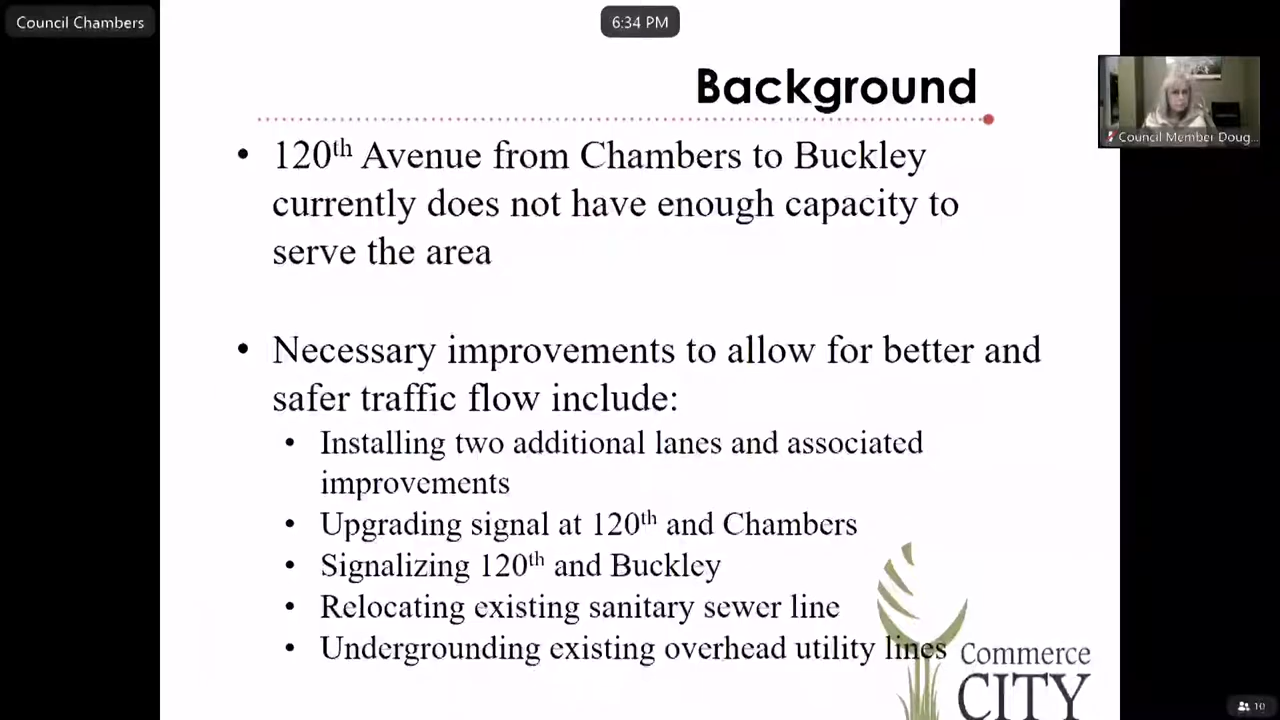 Council Chambers
6:34 PM
Background
Council Member Doug...
• 120th Avenue from Chambers to Buckley
currently does not have enough capacity to
serve the area
• Necessary improvements to allow for better and
safer traffic flow include:
• Installing two additional lanes and associated
improvements
• Upgrading signal at 120th and Chambers
• Signalizing 120th and Buckley
• Relocating existing sanitary sewer line
• Undergrounding existing overhead utility lines
Commerce
CITY
10